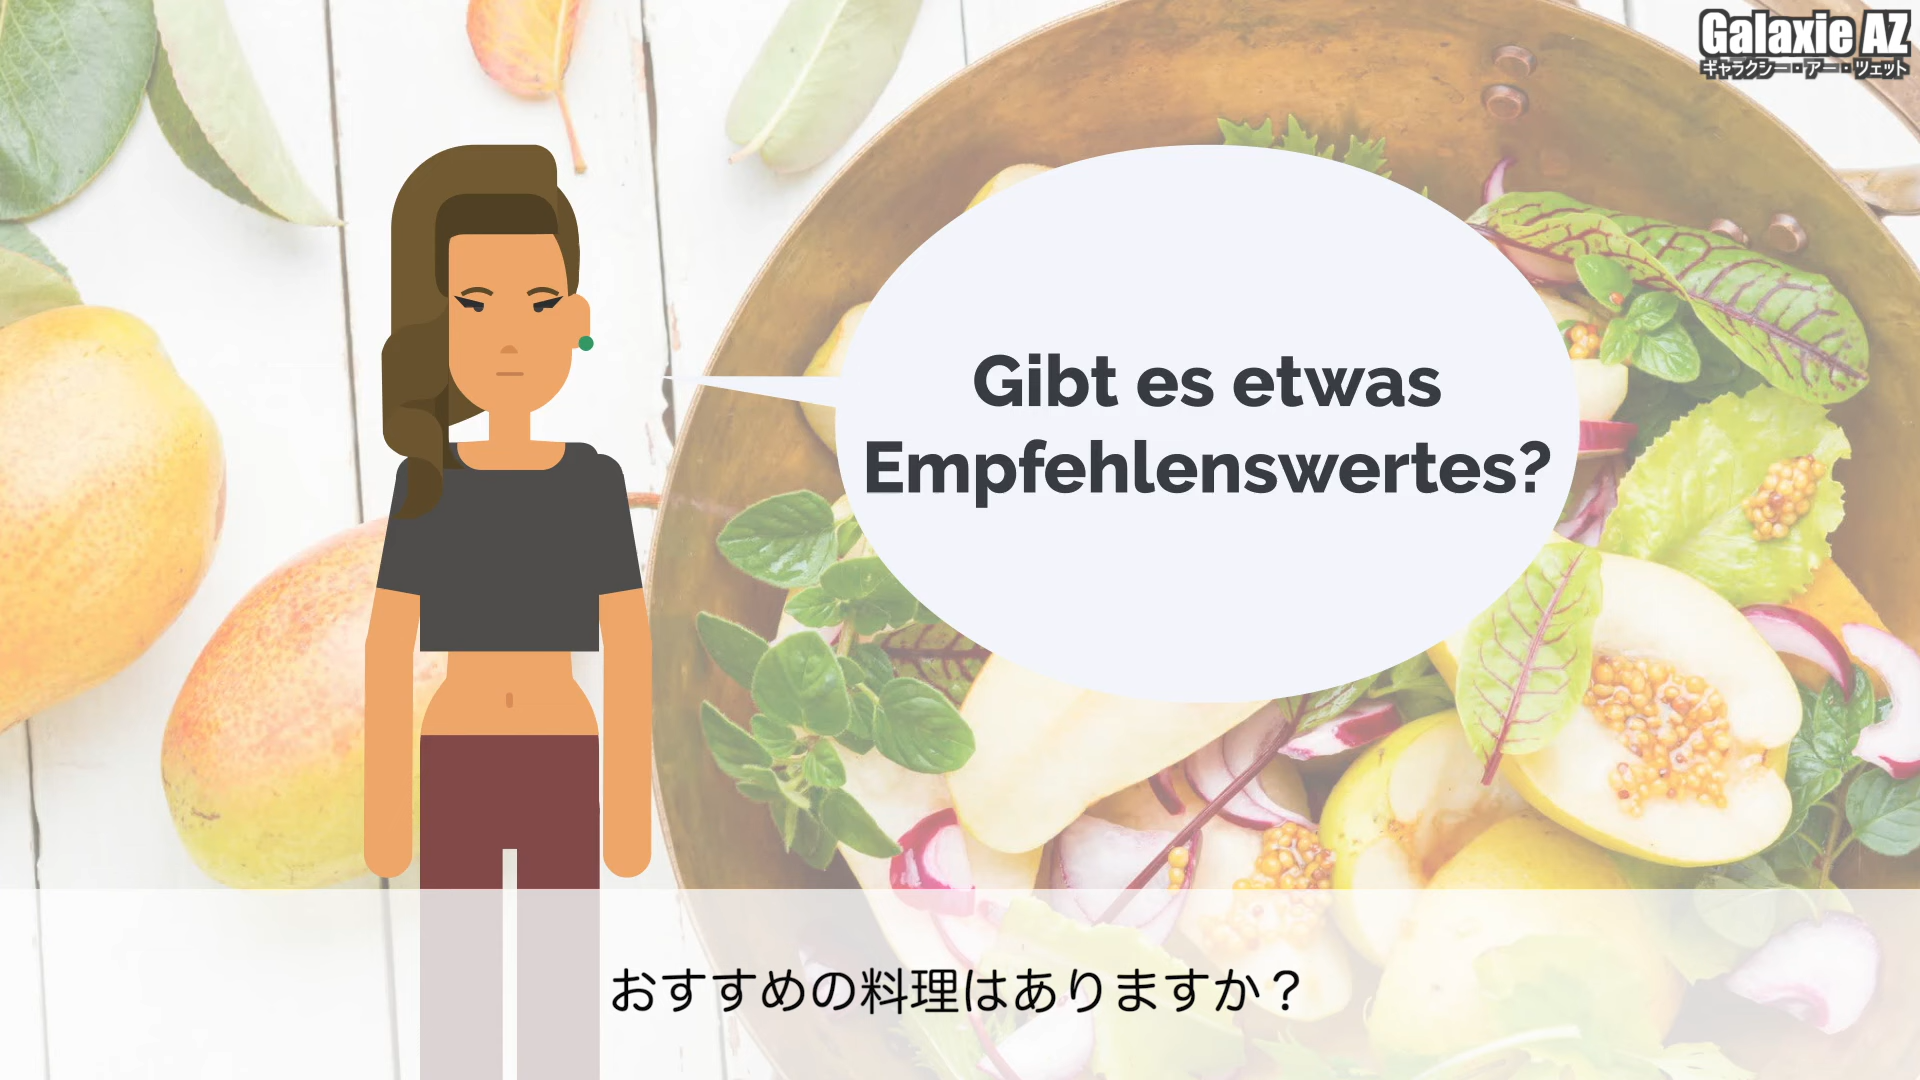 Galaxie AZ
ギャラクシー・アー・ツェット
Gibt es etwas
Empfehlenswertes?
おすすめの料理はありますか？